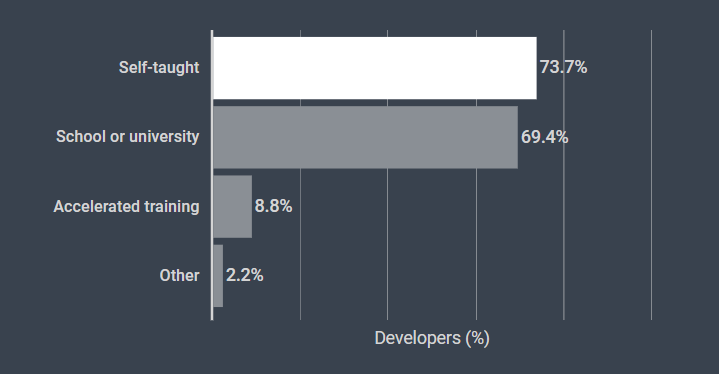 Self-taught 73.7%
School or university 69.4%
Accelerated training 8.8%
Other 2.2%
Developers (%)